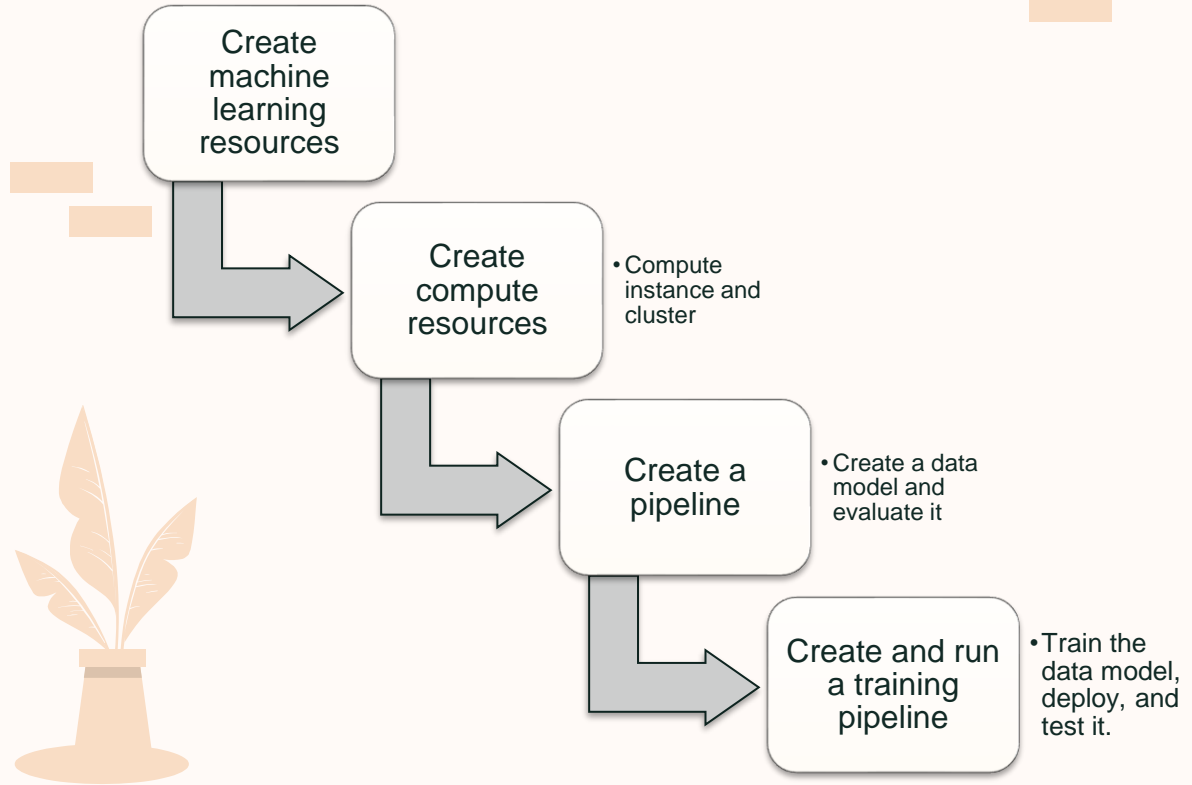 Create
machine
learning
resources
Create
compute
resources
• Compute
instance and
cluster
Create a
pipeline
• Create a data
model and
evaluate it
Create and run
a training
pipeline
• Train the
data model,
deploy, and
test it.